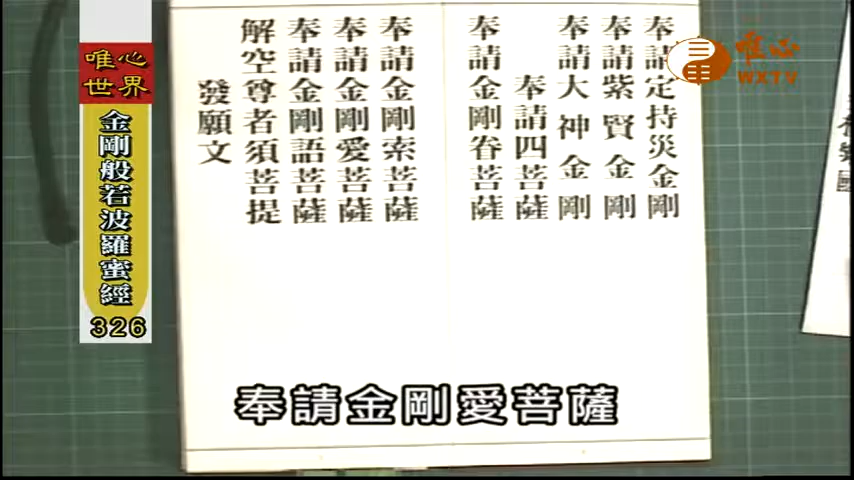 奉請定持災金剛
奉請紫賢金剛
奉請大神金剛
奉請四菩薩
奉請金剛眷菩薩
奉請金剛索菩薩
奉請金剛愛菩薩
奉請金剛語菩薩
解空尊者須菩提
發願文
唯心
世界
金剛般若波羅蜜經
326
唯心
WXTV
奉請金剛愛菩薩